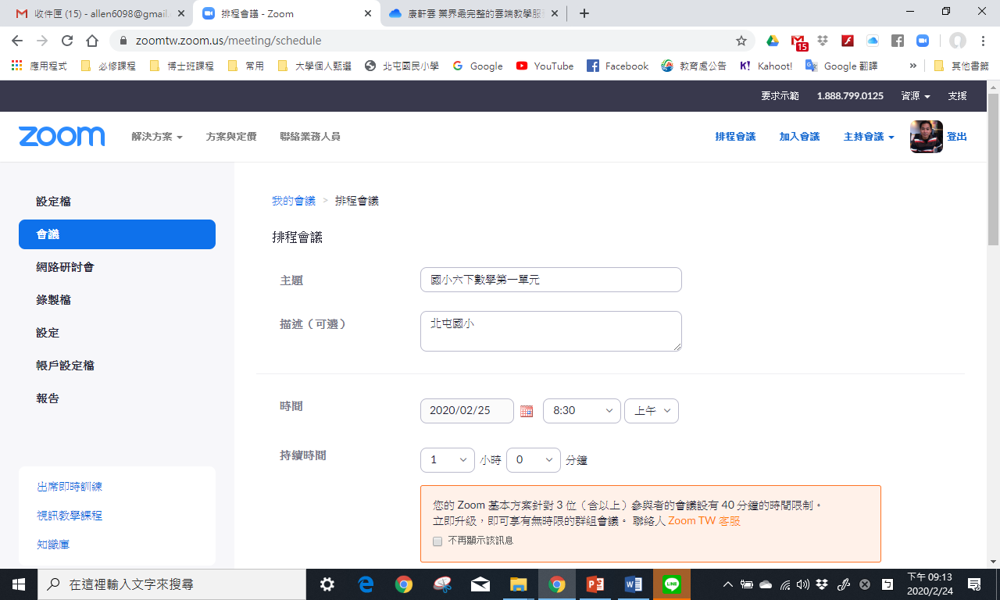 收件匣 (15) - allen6098@gmail.
排程會議 - Zoom
康軒雲 業界最完整的雲端教學服
zoomtw.zoom.us/meeting/schedule
15
應用程式
必修課程
博士班課程
常用
大學個人甄選
北屯國民小學
Google
YouTube
Facebook
教育處公告
Kahoot!
Google 翻譯
»
其他書籤
要求示範
1.888.799.0125
資源
支援
zoom
解決方案
方案與定價
聯絡業務人員
排程會議
加入會議
主持會議
登出
設定檔
會議
網路研討會
錄製檔
設定
帳戶設定檔
報告
出席即時訓練
視訊教學課程
知識庫
我的會議 > 排程會議
排程會議
主題
國小六下數學第一單元
描述（可選）
北屯國小
時間
2020/02/25
8:30
上午
持續時間
1
小時
0
分鐘
您的 Zoom 基本方案針對 3 位（含以上）參與者的會議設有 40 分鐘的時間限制。
立即升級，即可享有無時限的群組會議。 聯絡人 Zoom TW 客服
不再顯示該訊息
在這裡輸入文字來搜尋
下午 09:13
2020/2/24